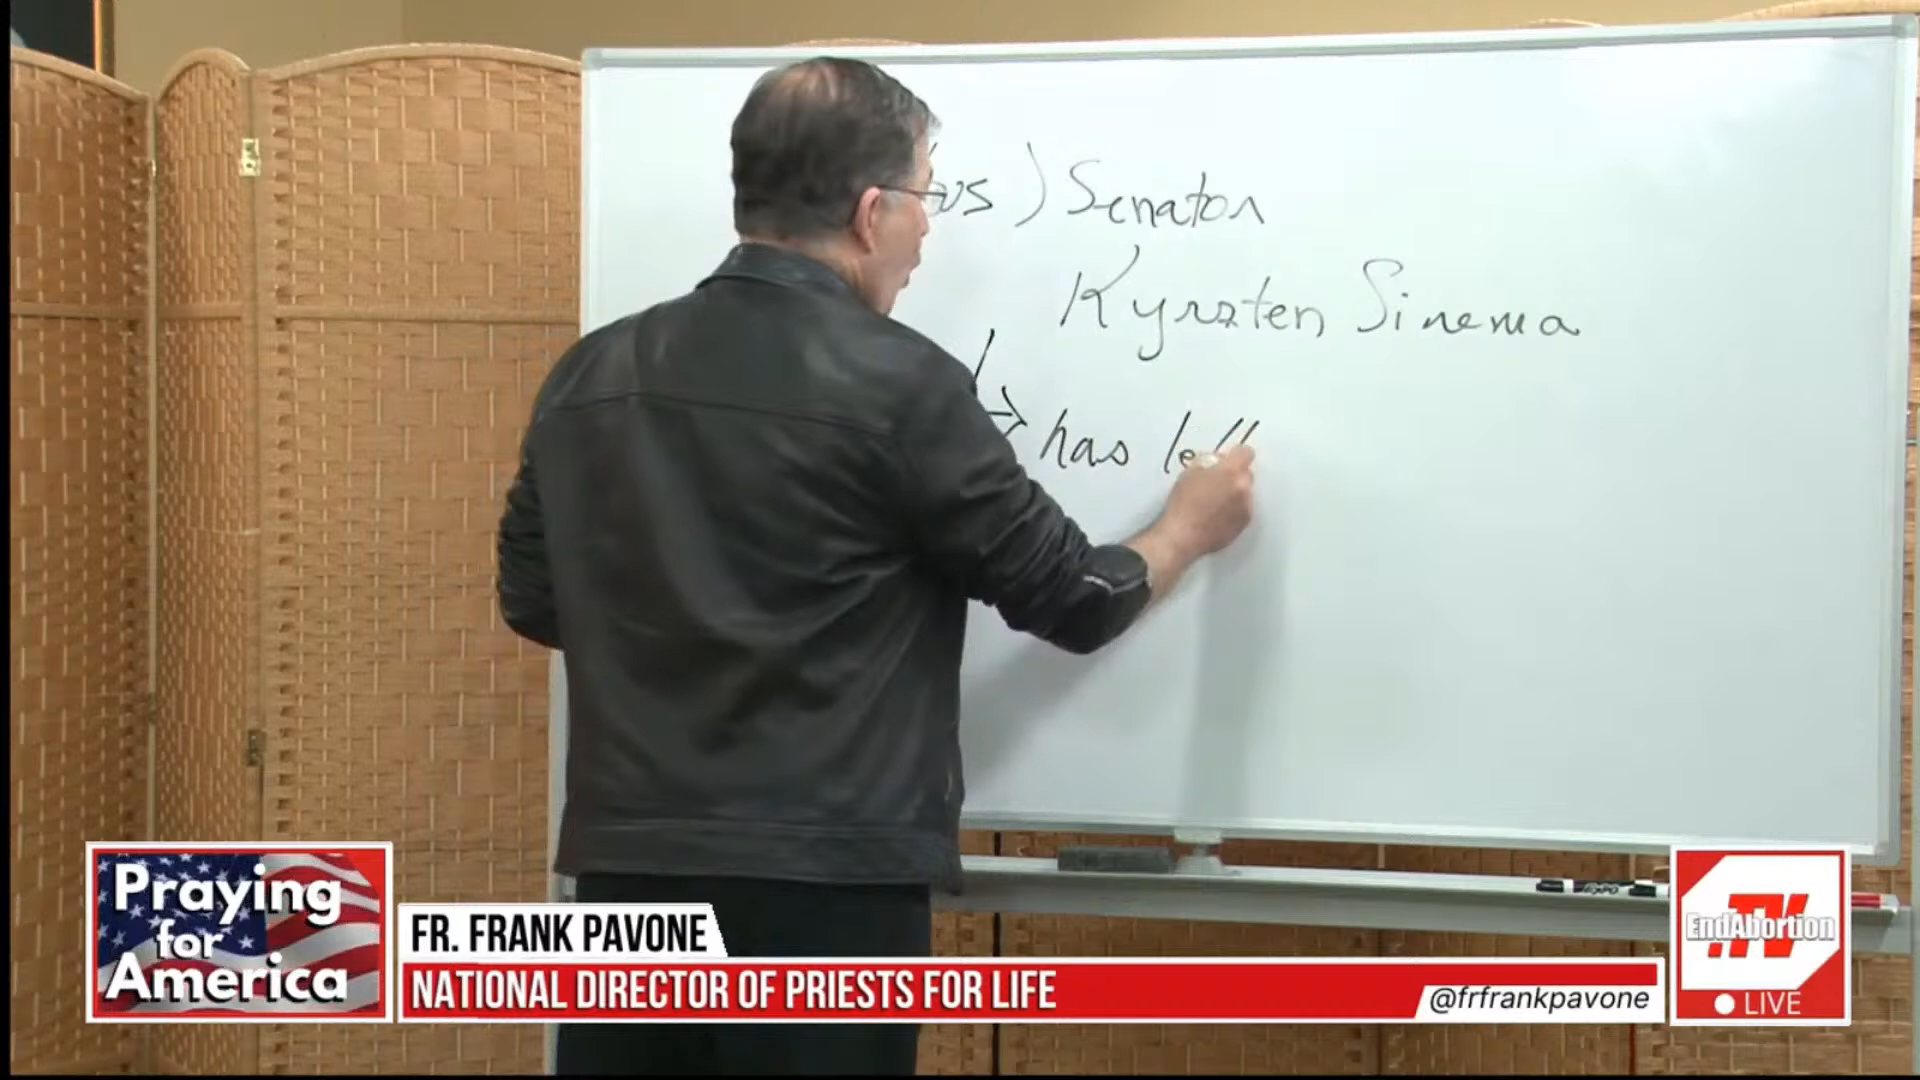 us ) Senator
Kyrsten Sinema
→ has left
Praying
for
America
FR. FRANK PAVONE
NATIONAL DIRECTOR OF PRIESTS FOR LIFE
@frfrankpavone
.TV
EndAbortion
LIVE